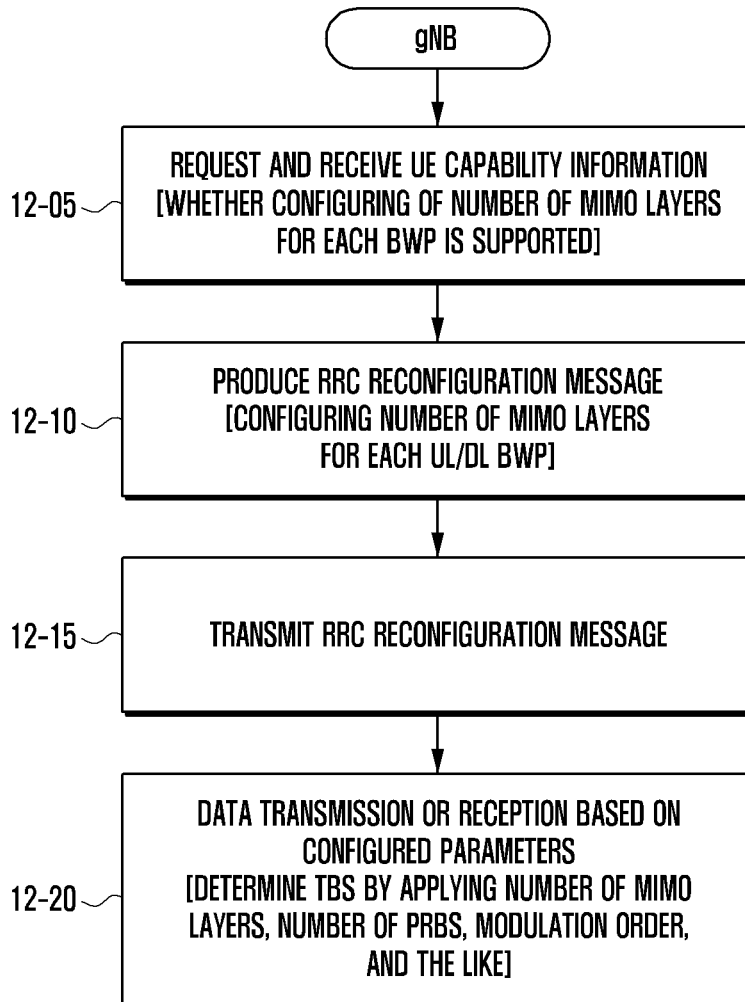 gNB
12-05
REQUEST AND RECEIVE UE CAPABILITY INFORMATION
[WHETHER CONFIGURING OF NUMBER OF MIMO LAYERS
FOR EACH BWP IS SUPPORTED]
12-10
PRODUCE RRC RECONFIGURATION MESSAGE
[CONFIGURING NUMBER OF MIMO LAYERS
FOR EACH UL/DL BWP]
12-15
TRANSMIT RRC RECONFIGURATION MESSAGE
12-20
DATA TRANSMISSION OR RECEPTION BASED ON
CONFIGURED PARAMETERS
[DETERMINE TBS BY APPLYING NUMBER OF MIMO
LAYERS, NUMBER OF PRBS, MODULATION ORDER,
AND THE LIKE]